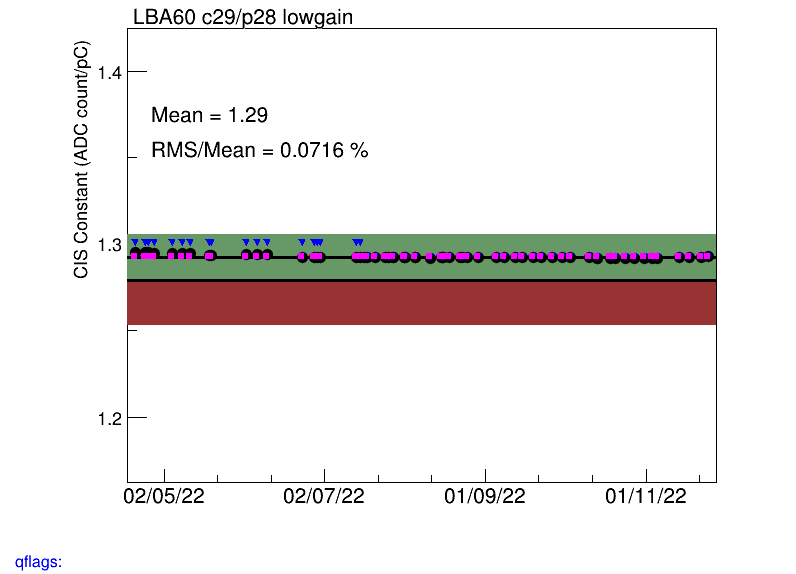 LBA60 c29/p28 lowgain
CIS Constant (ADC count/pC)
1.4
Mean = 1.29
RMS/Mean = 0.0716 %
1.3
1.2
02/05/22 02/07/22 01/09/22 01/11/22
qflags: